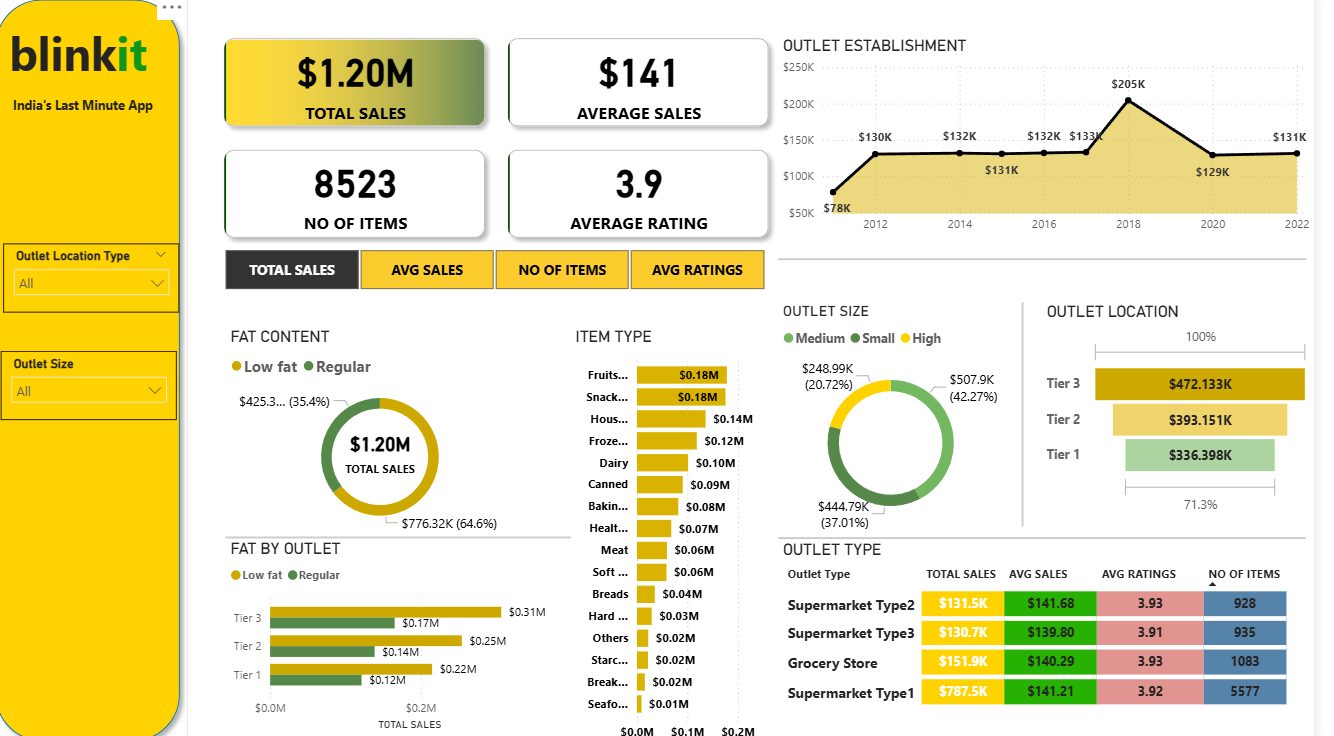 blinkit
India's Last Minute App
Outlet Location Type
All
Outlet Size
All
$1.20M
TOTAL SALES
$141
AVERAGE SALES
8523
NO OF ITEMS
3.9
AVERAGE RATING
TOTAL SALES AVG SALES NO OF ITEMS AVG RATINGS
OUTLET ESTABLISHMENT
$250K
$200K
$150K
$100K
$50K
$78K
$130K
$132K
$131K
$132K
$133K
$205K
$129K
$131K
2012 2014 2016 2018 2020 2022
FAT CONTENT
Low fat Regular
$425.3... (35.4%)
$1.20M
TOTAL SALES
$776.32K (64.6%)
FAT BY OUTLET
Low fat Regular
Tier 3 $0.31M
$0.17M
Tier 2 $0.25M
$0.14M
Tier 1 $0.22M
$0.12M
$0.0M $0.2M
TOTAL SALES
ITEM TYPE
Fruits... $0.18M
Snack... $0.18M
Hous... $0.14M
Froze... $0.12M
Dairy $0.10M
Canned $0.09M
Bakin... $0.08M
Healt... $0.07M
Meat $0.06M
Soft ... $0.06M
Breads $0.04M
Hard ... $0.03M
Others $0.02M
Starc... $0.02M
Break... $0.02M
Seafo... $0.01M
$0.0M $0.1M $0.2M
OUTLET SIZE
Medium Small High
$248.99K
(20.72%)
$507.9K
(42.27%)
$444.79K
(37.01%)
OUTLET LOCATION
100%
Tier 3 $472.133K
Tier 2 $393.151K
Tier 1 $336.398K
71.3%
OUTLET TYPE
Outlet Type TOTAL SALES AVG SALES AVG RATINGS NO OF ITEMS
Supermarket Type2 $131.5K $141.68 3.93 928
Supermarket Type3 $130.7K $139.80 3.91 935
Grocery Store $151.9K $140.29 3.93 1083
Supermarket Type1 $787.5K $141.21 3.92 5577